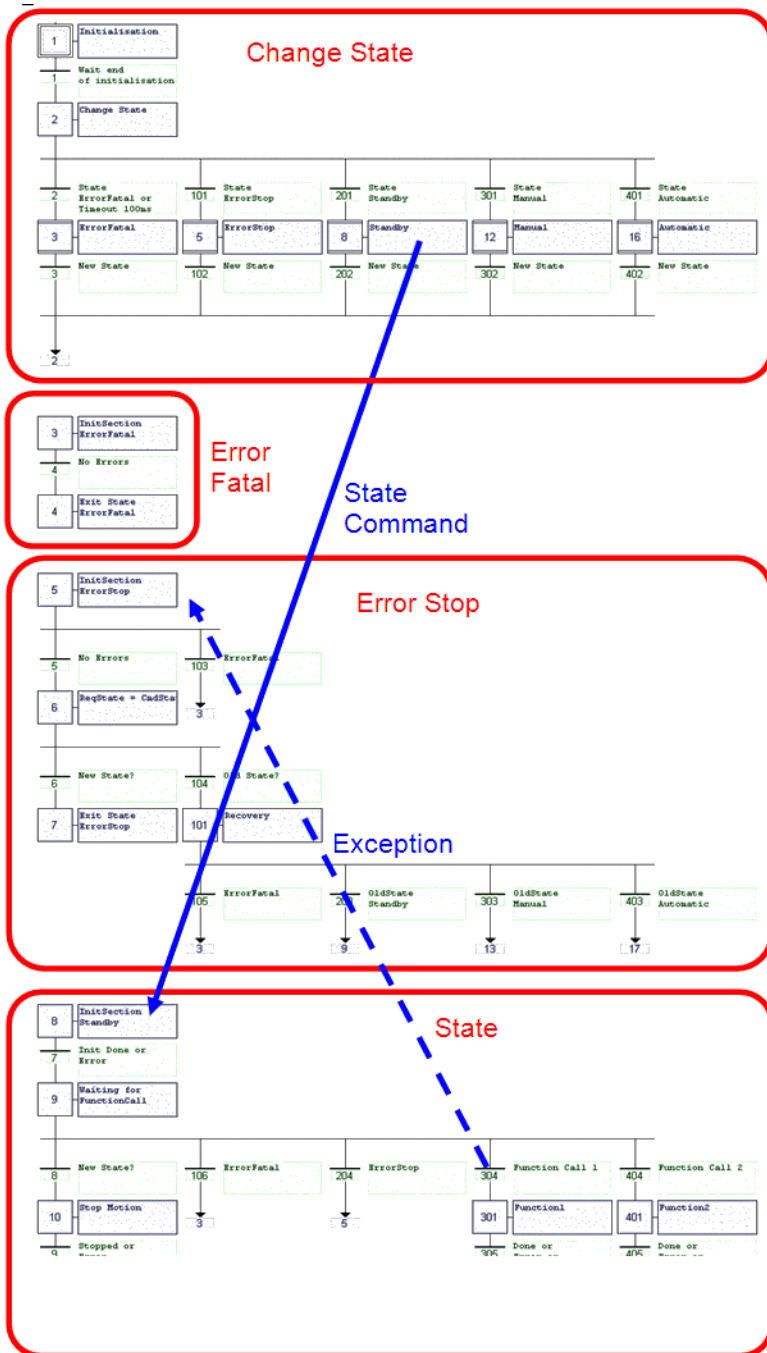 Change State
1
Initialisation
1
Wait end
of initialisation
2
Change State
2
State
ErrorFatal or
Timeout 100ms
101
State
ErrorStop
201
State
Standby
301
State
Manual
401
State
Automatic
3
ErrorFatal
5
ErrorStop
8
Standby
12
Manual
16
Automatic
3
New State
102
New State
202
New State
302
New State
402
New State
2
Error
Fatal
3
InitSection
ErrorFatal
4
No Errors
4
Exit State
ErrorFatal
State
Command
Error Stop
5
InitSection
ErrorStop
5
No Errors
103
ErrorFatal
6
ReqState = CmdSta
3
6
New State?
104
Old State?
7
Exit State
ErrorStop
101
Recovery
Exception
105
ErrorFatal
OldState
Standby
303
OldState
Manual
403
OldState
Automatic
3
9
13
17
State
8
InitSection
Standby
7
Init Done or
Error
9
Waiting for
FunctionCall
8
New State?
106
ErrorFatal
204
ErrorStop
304
Function Call 1
404
Function Call 2
10
Stop Motion
3
5
301
Function1
401
Function2
9
Stopped or
305
Done or
405
Done or